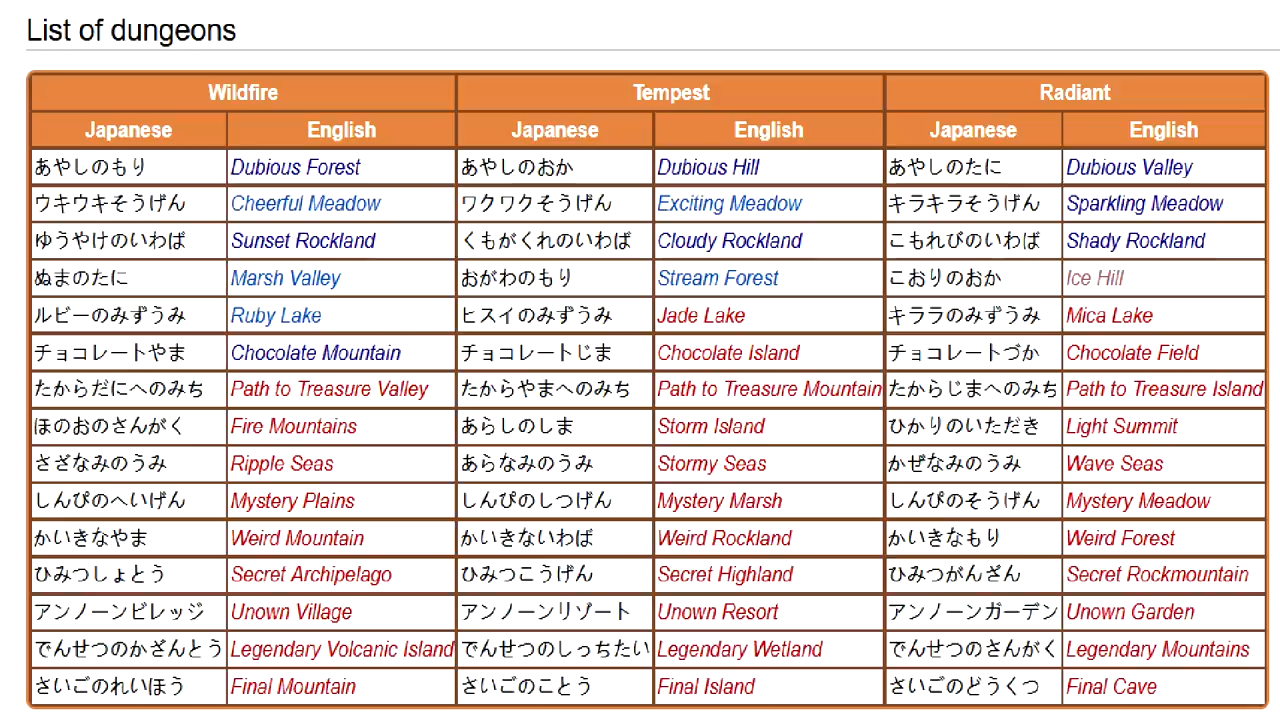 List of dungeons
Wildfire Tempest Radiant
Japanese English Japanese English Japanese English
あやしのもり Dubious Forest あやしのおか Dubious Hill あやしのたに Dubious Valley
ウキウキそうげん Cheerful Meadow ワクワクそうげん Exciting Meadow キラキラそうげん Sparkling Meadow
ゆうやけのいわば Sunset Rockland くもがくれのいわば Cloudy Rockland こもれびのいわば Shady Rockland
ぬまのたに Marsh Valley おがわのもり Stream Forest こおりのおか Ice Hill
ルビーのみずうみ Ruby Lake ヒスイのみずうみ Jade Lake キララのみずうみ Mica Lake
チョコレートやま Chocolate Mountain チョコレートじま Chocolate Island チョコレートづか Chocolate Field
たからだにへのみち Path to Treasure Valley たからやまへのみち Path to Treasure Mountain たからじまへのみち Path to Treasure Island
ほのおのさんがく Fire Mountains あらしのしま Storm Island ひかりのいただき Light Summit
さざなみのうみ Ripple Seas あらなみのうみ Stormy Seas かぜなみのうみ Wave Seas
しんぴのへいげん Mystery Plains しんぴのしつげん Mystery Marsh しんぴのそうげん Mystery Meadow
かいきなやま Weird Mountain かいきないわば Weird Rockland かいきなもり Weird Forest
ひみつしょとう Secret Archipelago ひみつこうげん Secret Highland ひみつがんざん Secret Rockmountain
アンノーンビレッジ Unown Village アンノーンリゾート Unown Resort アンノーンガーデン Unown Garden
でんせつのかざんとう Legendary Volcanic Island でんせつのしっちたい Legendary Wetland でんせつのさんがく Legendary Mountains
さいごのれいほう Final Mountain さいごのことう Final Island さいごのどうくつ Final Cave